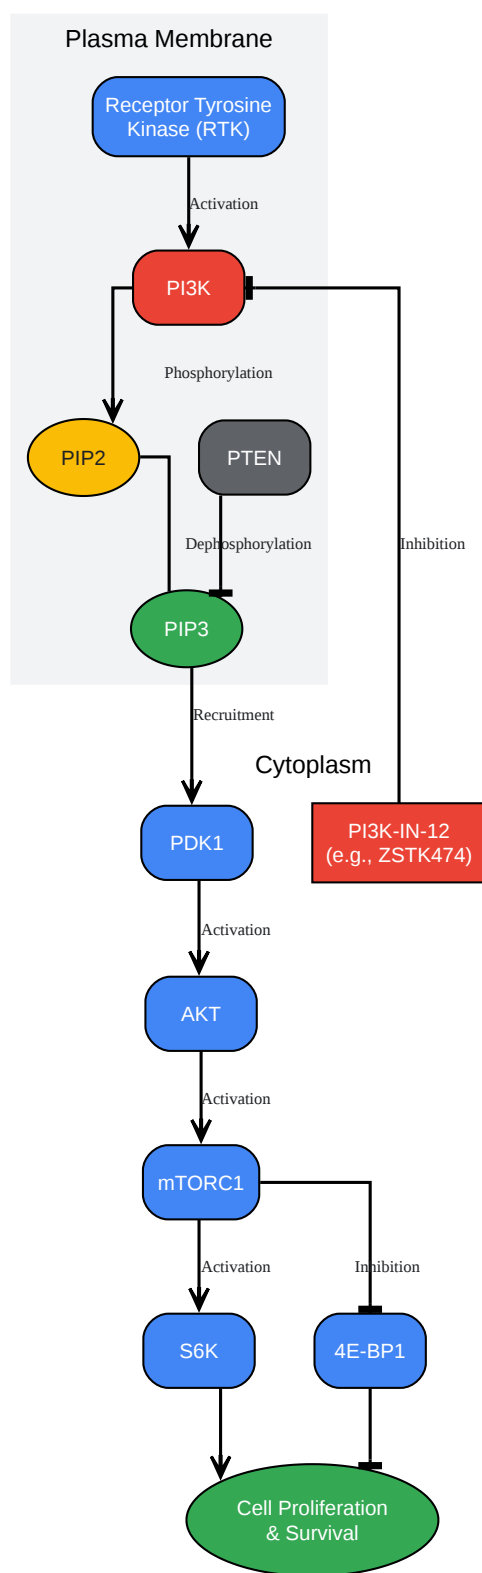 Plasma Membrane
Receptor Tyrosine
Kinase (RTK)
Activation
PI3K
Phosphorylation
PIP2
PTEN
Dephosphorylation
Inhibition
PIP3
Recruitment
Cytoplasm
PDK1
PI3K-IN-12
(e.g., ZSTK474)
Activation
AKT
Activation
mTORC1
Activation
Inhibition
S6K
4E-BP1
Cell Proliferation
& Survival